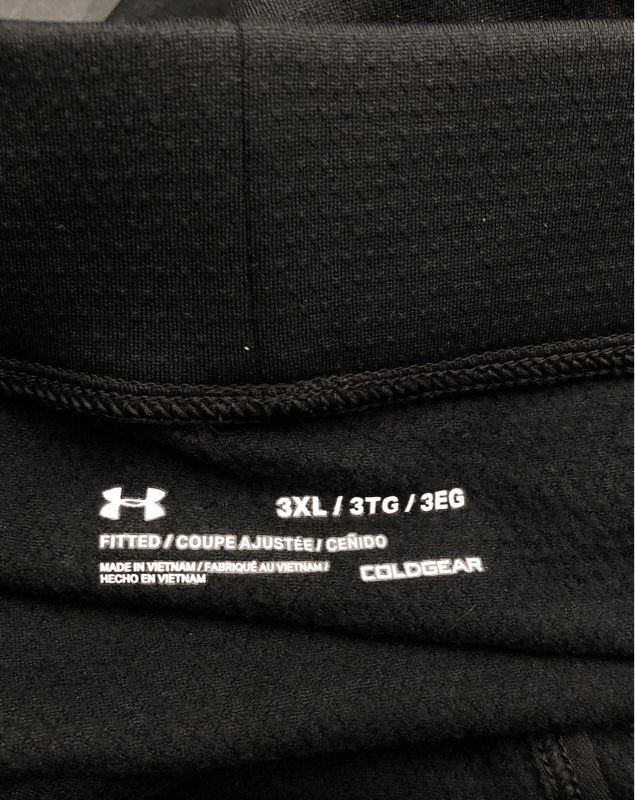 3XL / 3TG / 3EG
FITTED / COUPE AJUSTÉE / CEÑIDO
MADE IN VIETNAM / FABRIQUÉ AU VIETNAM /
HECHO EN VIETNAM
COLDGEAR